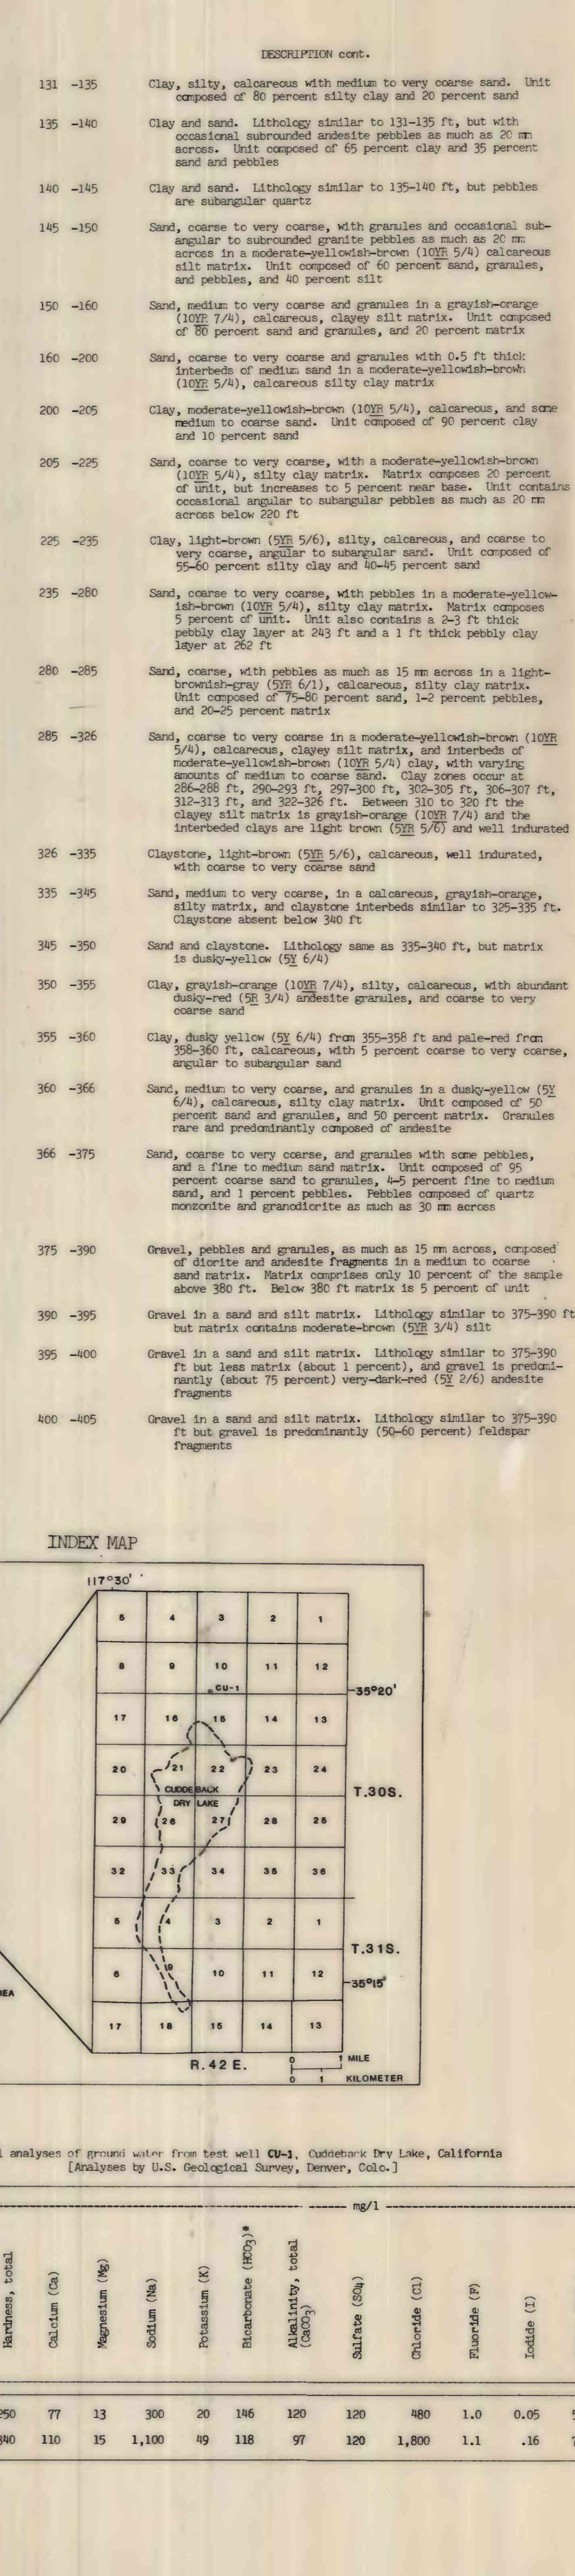 DESCRIPTION cont.
131 -135 Clay, silty, calcareous with medium to very coarse sand. Unit
composed of 80 percent silty clay and 20 percent sand
135 -140 Clay and sand. Lithology similar to 131-135 ft, but with
occasional subrounded andesite pebbles as much as 20 mm
across. Unit composed of 65 percent clay and 35 percent
sand and pebbles
140 -145 Clay and sand. Lithology similar to 135-140 ft, but pebbles
are subangular quartz
145 -150 Sand, coarse to very coarse, with granules and occasional sub-
angular to subrounded granite pebbles as much as 20 mm
across in a moderate-yellowish-brown (10YR 5/4) calcareous
silt matrix. Unit composed of 60 percent sand, granules,
and pebbles, and 40 percent silt
150 -160 Sand, medium to very coarse and granules in a grayish-orange
(10YR 7/4), calcareous, clayey silt matrix. Unit composed
of 80 percent sand and granules, and 20 percent matrix
160 -200 Sand, coarse to very coarse and granules with 0.5 ft thick
interbeds of medium sand in a moderate-yellowish-brown
(10YR 5/4), calcareous silty clay matrix
200 -205 Clay, moderate-yellowish-brown (10YR 5/4), calcareous, and some
medium to coarse sand. Unit composed of 90 percent clay
and 10 percent sand
205 -225 Sand, coarse to very coarse, with a moderate-yellowish-brown
(10YR 5/4), silty clay matrix. Matrix composes 20 percent
of unit, but increases to 5 percent near base. Unit contains
occasional angular to subangular pebbles as much as 20 mm
across below 220 ft
225 -235 Clay, light-brown (5YR 5/6), silty, calcareous, and coarse to
very coarse, angular to subangular sand. Unit composed of
55-60 percent silty clay and 40-45 percent sand
235 -280 Sand, coarse to very coarse, with pebbles in a moderate-yellow-
ish-brown (10YR 5/4), silty clay matrix. Matrix composes
5 percent of unit. Unit also contains a 2-3 ft thick
pebbly clay layer at 243 ft and a 1 ft thick pebbly clay
layer at 262 ft
280 -285 Sand, coarse, with pebbles as much as 15 mm across in a light-
brownish-gray (5YR 6/1), calcareous, silty clay matrix.
Unit composed of 75-80 percent sand, 1-2 percent pebbles,
and 20-25 percent matrix
285 -326 Sand, coarse to very coarse in a moderate-yellowish-brown (10YR
5/4), calcareous, clayey silt matrix, and interbeds of
moderate-yellowish-brown (10YR 5/4) clay, with varying
amounts of medium to coarse sand. Clay zones occur at
286-288 ft, 290-293 ft, 297-300 ft, 302-305 ft, 306-307 ft,
312-313 ft, and 322-326 ft. Between 310 to 320 ft the
clayey silt matrix is grayish-orange (10YR 7/4) and the
interbeded clays are light brown (5YR 5/6) and well indurated
326 -335 Claystone, light-brown (5YR 5/6), calcareous, well indurated,
with coarse to very coarse sand
335 -345 Sand, medium to very coarse, in a calcareous, grayish-orange,
silty matrix, and claystone interbeds similar to 325-335 ft.
Claystone absent below 340 ft
345 -350 Sand and claystone. Lithology same as 335-340 ft, but matrix
is dusky-yellow (5Y 6/4)
350 -355 Clay, grayish-orange (10YR 7/4), silty, calcareous, with abundant
dusky-red (5R 3/4) andesite granules, and coarse to very
coarse sand
355 -360 Clay, dusky yellow (5Y 6/4) from 355-358 ft and pale-red from
358-360 ft, calcareous, with 5 percent coarse to very coarse,
angular to subangular sand
360 -366 Sand, medium to very coarse, and granules in a dusky-yellow (5Y
6/4), calcareous, silty clay matrix. Unit composed of 50
percent sand and granules, and 50 percent matrix. Granules
rare and predominantly composed of andesite
366 -375 Sand, coarse to very coarse, and granules with some pebbles,
and a fine to medium sand matrix. Unit composed of 95
percent coarse sand to granules, 4-5 percent fine to medium
sand, and 1 percent pebbles. Pebbles composed of quartz
monzonite and granodiorite as much as 30 mm across
375 -390 Gravel, pebbles and granules, as much as 15 mm across, composed
of diorite and andesite fragments in a medium to coarse
sand matrix. Matrix comprises only 10 percent of the sample
above 380 ft. Below 380 ft matrix is 5 percent of unit
390 -395 Gravel in a sand and silt matrix. Lithology similar to 375-390 ft
but matrix contains moderate-brown (5YR 3/4) silt
395 -400 Gravel in a sand and silt matrix. Lithology similar to 375-390
ft but less matrix (about 1 percent), and gravel is predomi-
nantly (about 75 percent) very-dark-red (5Y 2/6) andesite
fragments
400 -405 Gravel in a sand and silt matrix. Lithology similar to 375-390
ft but gravel is predominantly (50-60 percent) feldspar
fragments
INDEX MAP
117°30'
5 4 3 2 1
8 9 10 11 12
CU-1
35°20'
17 16 15 14 13
20 21 22 23 24
CUDDEBACK
T.30S.
DRY LAKE
29 26 27 28 25
32 33 34 35 36
5 4 3 2 1
T.31S.
6 9 10 11 12
35°15'
EA
17 18 15 14 13
R.42 E.
0 1 MILE
0 1 KILOMETER
analyses of ground water from test well CU-1, Cuddeback Dry Lake, California
[Analyses by U.S. Geological Survey, Denver, Colo.]
mg/l
Hardness, total
Calcium (Ca)
Magnesium (Mg)
Sodium (Na)
Potassium (K)
Bicarbonate (HCO3)*
Alkalinity, total
(CaCO3)
Sulfate (SO4)
Chloride (Cl)
Fluoride (F)
Iodide (I)
250 77 13 300 20 146 120 120 480 1.0 0.05
340 110 15 1,100 49 118 97 120 1,800 1.1 .16